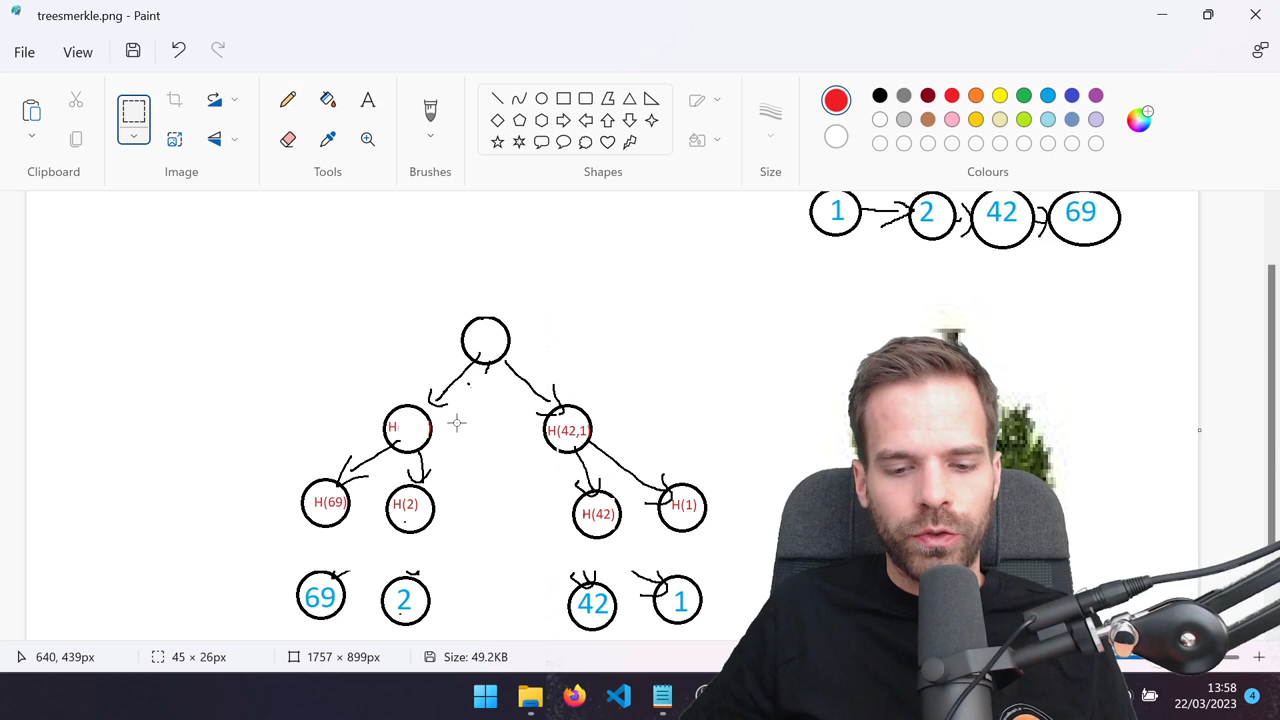 treesmerkle.png - Paint
File View
Clipboard Image Tools Brushes Shapes Size Colours
1 2 42 69
H H(42,1)
H(69) H(2) H(42) H(1)
69 2 42 1
640, 439px 45 × 26px 1757 × 899px Size: 49.2KB
13:58
22/03/2023 4